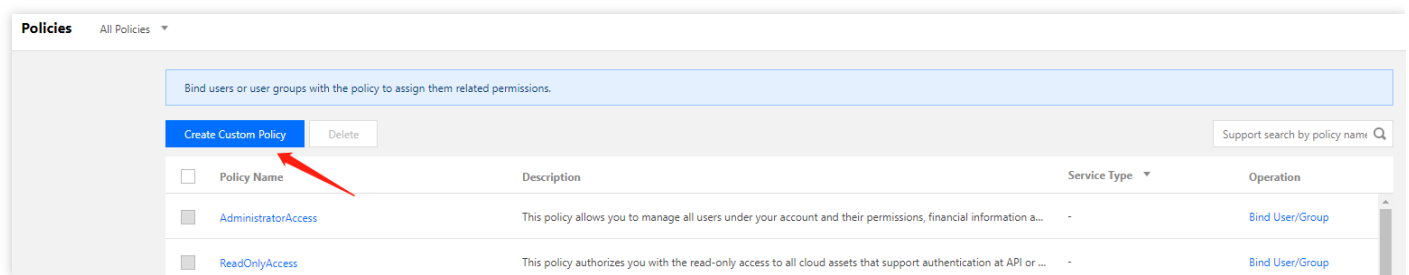 Policies All Policies
Bind users or user groups with the policy to assign them related permissions.
Create Custom Policy Delete Support search by policy name
Policy Name Description Service Type Operation
AdministratorAccess This policy allows you to manage all users under your account and their permissions, financial information a... - Bind User/Group
ReadOnlyAccess This policy authorizes you with the read-only access to all cloud assets that support authentication at API or ... - Bind User/Group